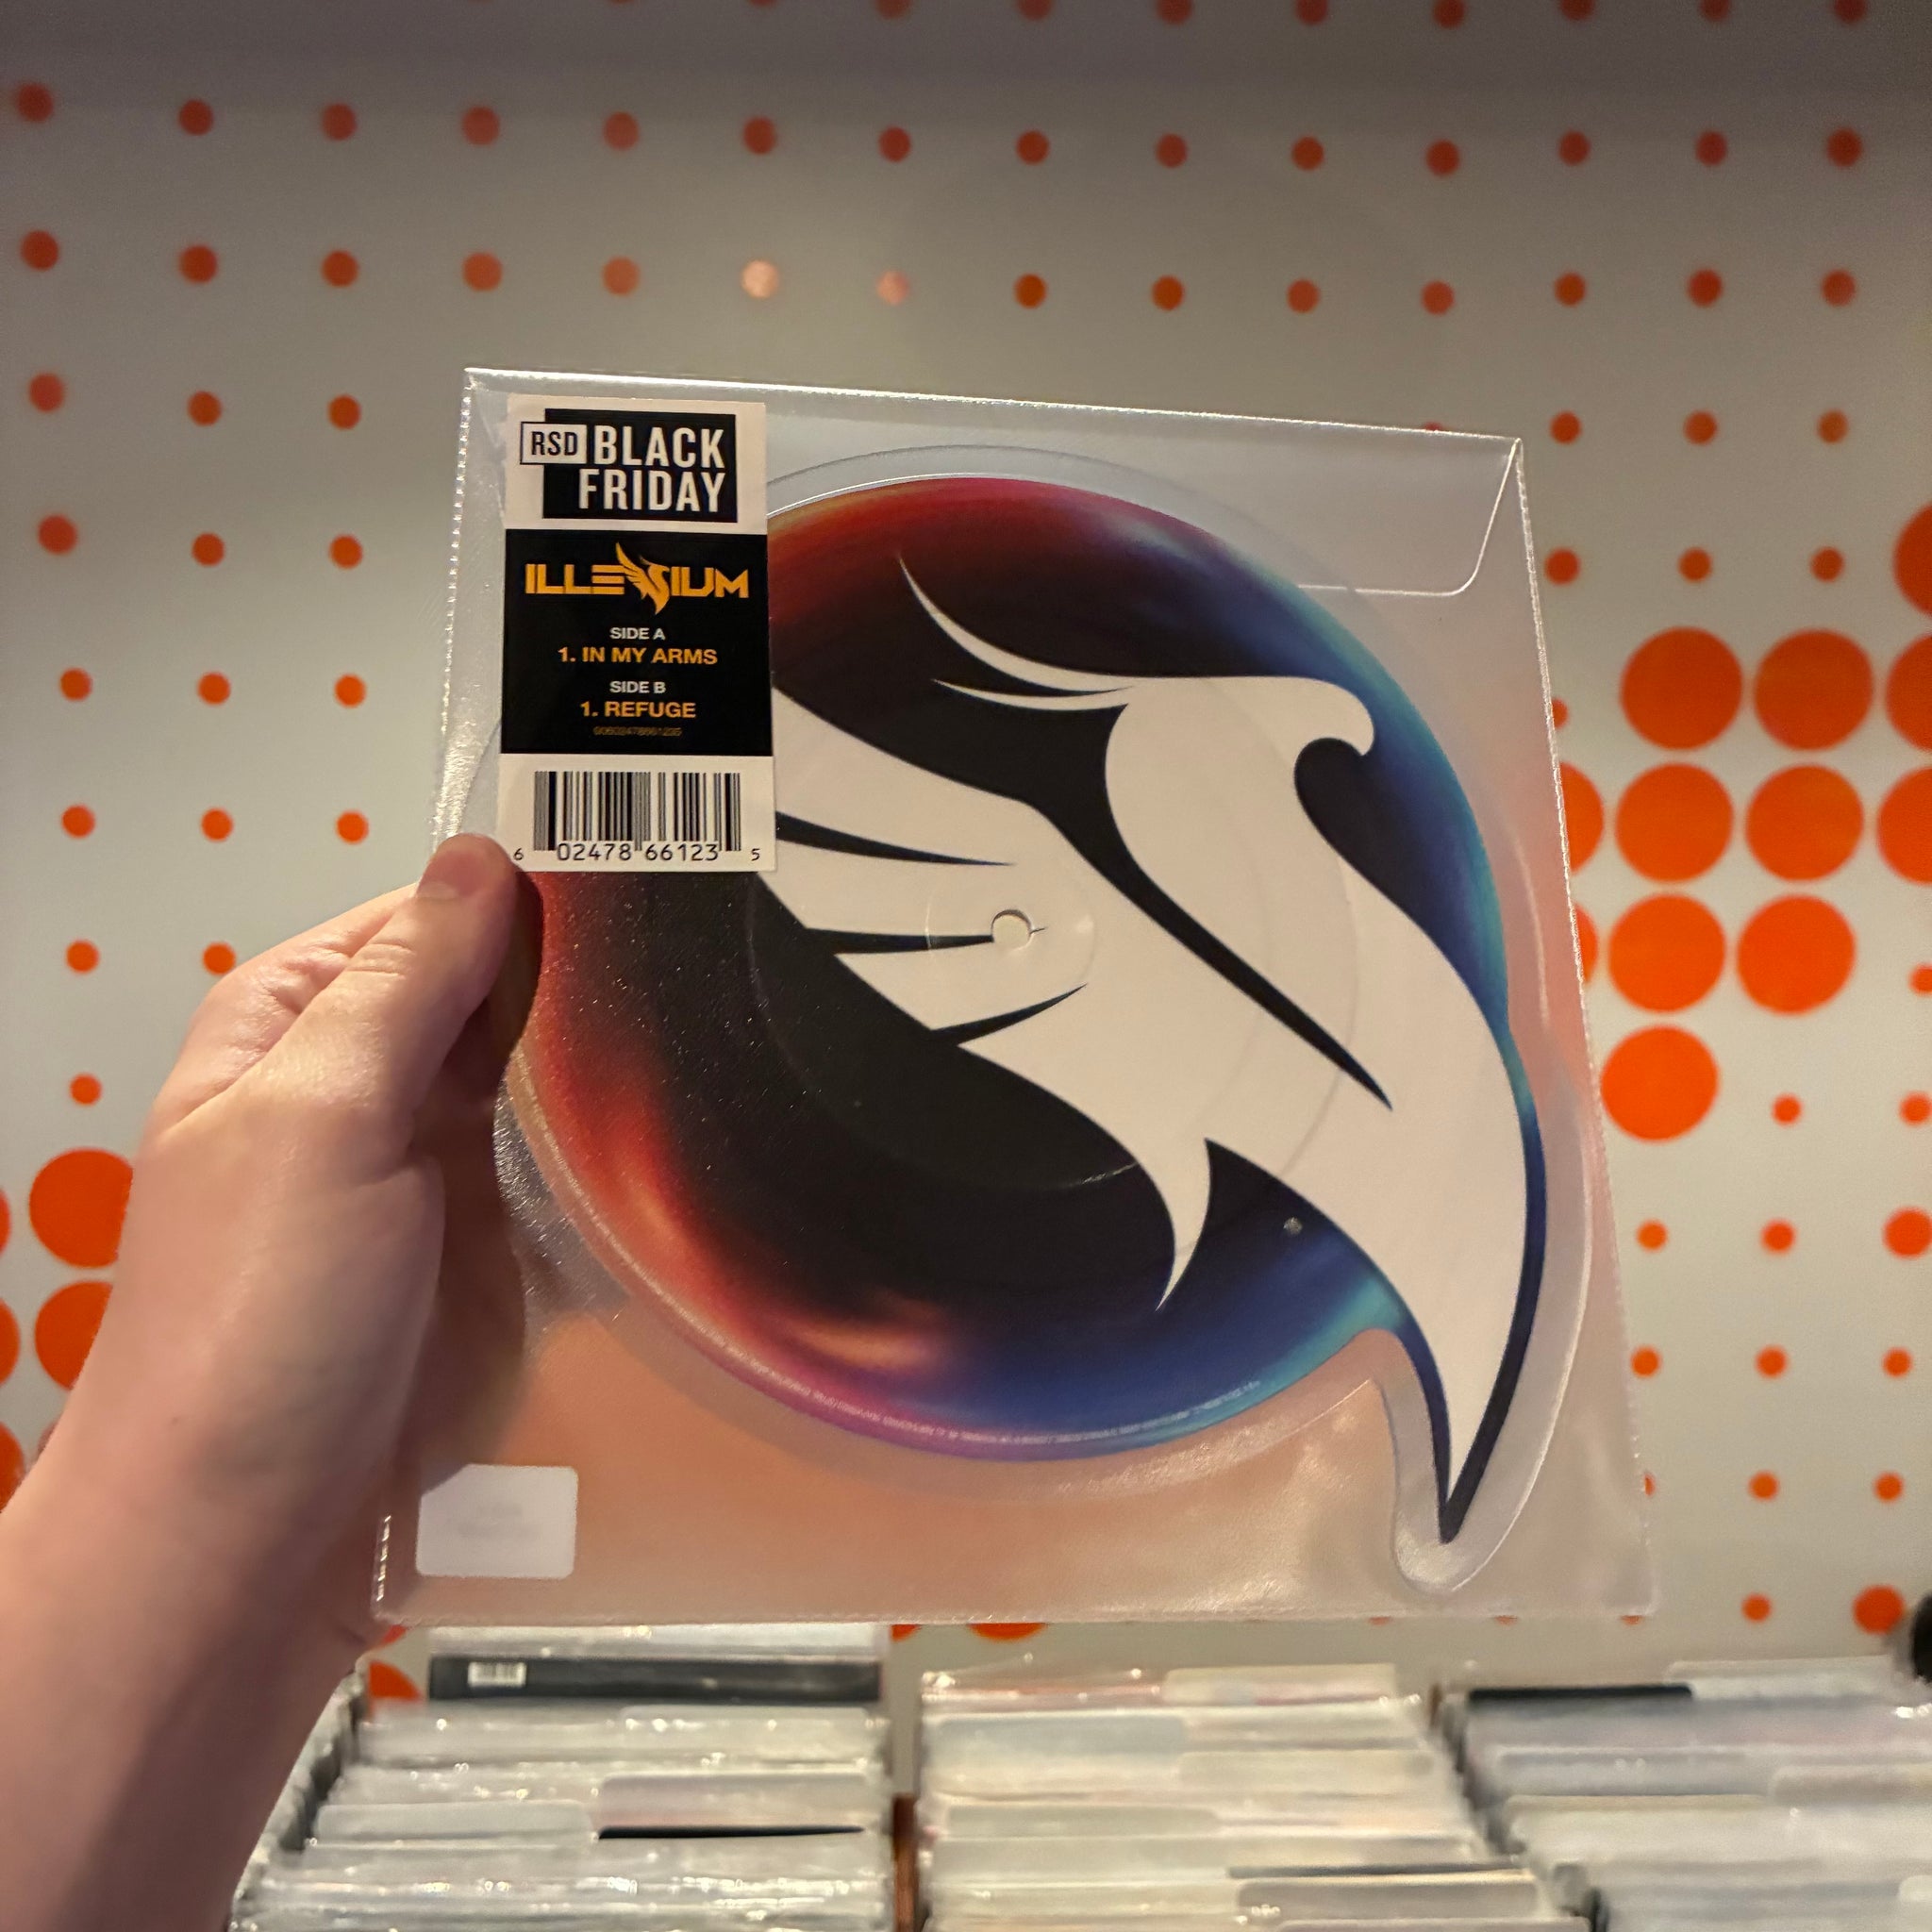 RSD BLACK
FRIDAY
ILLENIUM
SIDE A
1. IN MY ARMS
SIDE B
1. REFUGE
6 02478 66123 5